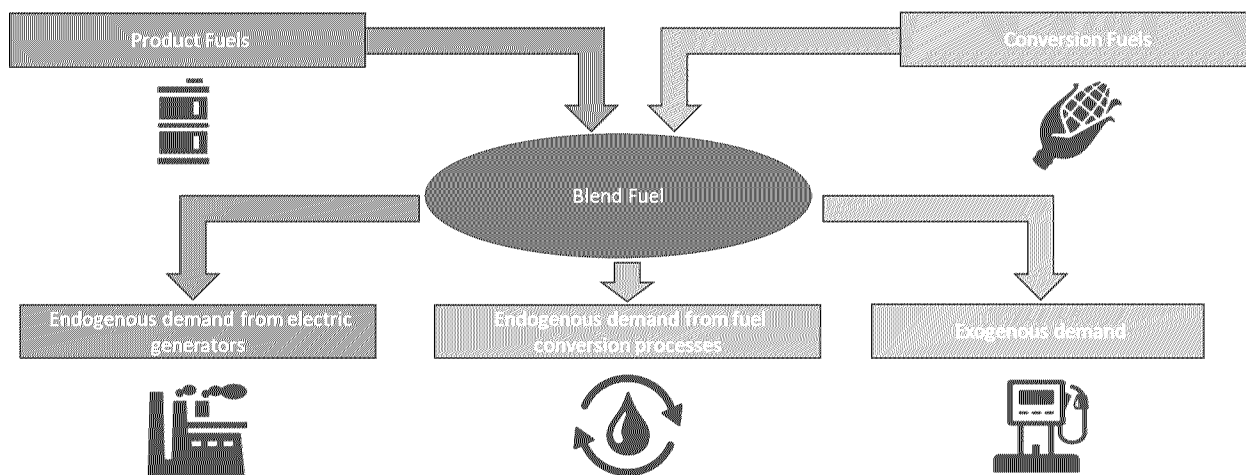 Product Fuels
Conversion Fuels
Blend Fuel
Endogenous demand from electric
generators
Endogenous demand from fuel
conversion processes
Exogenous demand